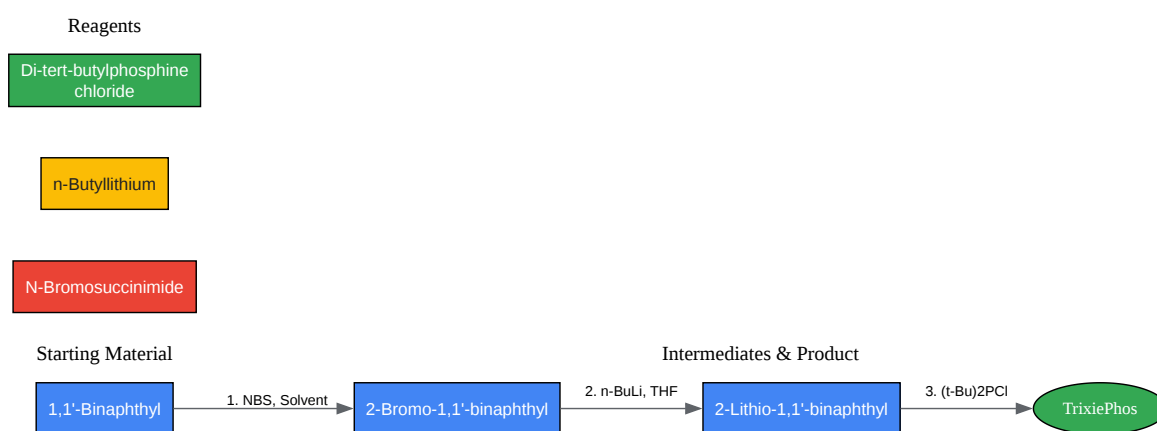 Reagents
Di-tert-butylphosphine
chloride
n-Butyllithium
N-Bromosuccinimide
Starting Material
Intermediates & Product
1,1'-Binaphthyl
1. NBS, Solvent
2-Bromo-1,1'-binaphthyl
2. n-BuLi, THF
2-Lithio-1,1'-binaphthyl
3. (t-Bu)2PCl
TrixiePhos